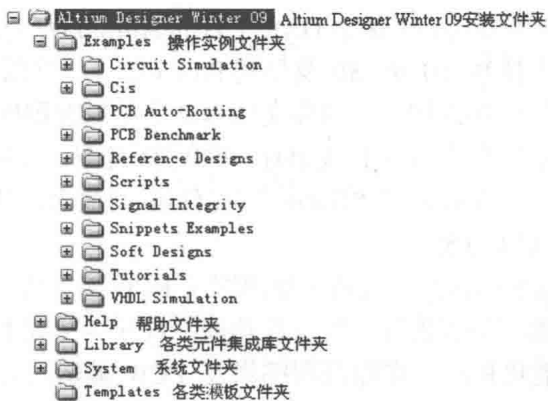 Altium Designer Winter 09 Altium Designer Winter 09安装文件夹
Examples 操作实例文件夹
Circuit Simulation
Cis
PCB Auto-Routing
PCB Benchmark
Reference Designs
Scripts
Signal Integrity
Snippets Examples
Soft Designs
Tutorials
VHDL Simulation
Help 帮助文件夹
Library 各类元件集成库文件夹
System 系统文件夹
Templates 各类模板文件夹